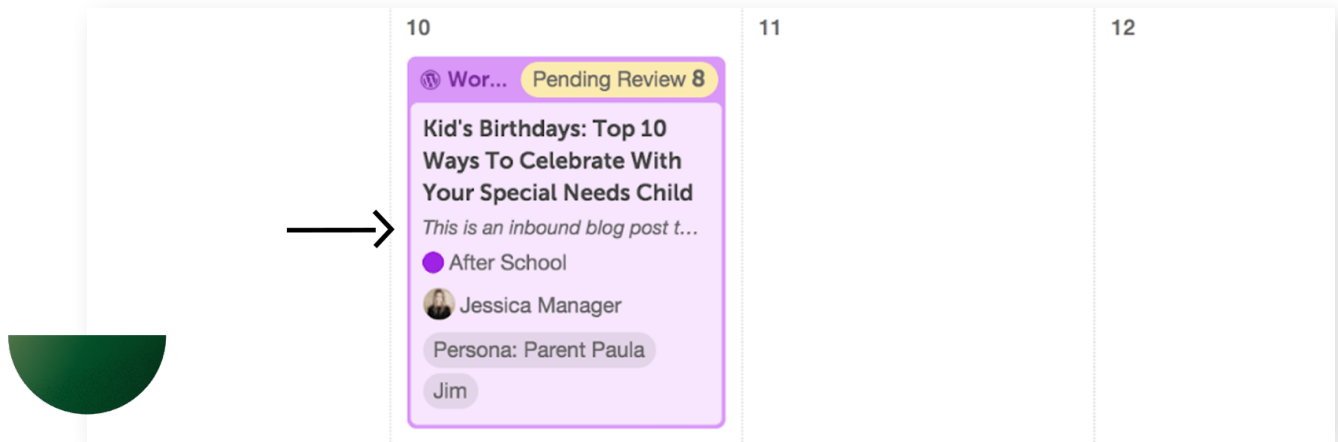 10
11
12
Wor...
Pending Review 8
Kid's Birthdays: Top 10
Ways To Celebrate With
Your Special Needs Child
This is an inbound blog post t...
After School
Jessica Manager
Persona: Parent Paula
Jim